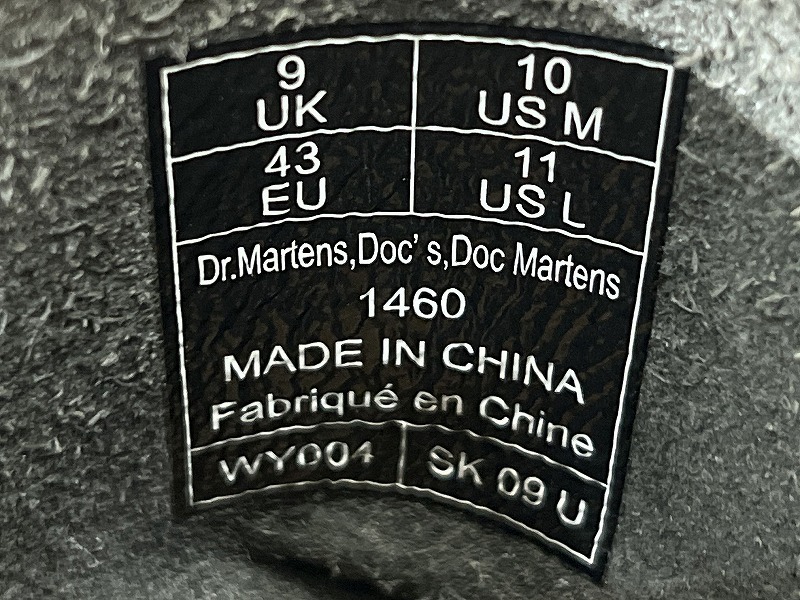 9 UK
10 US M
43 EU
11 US L
Dr.Martens,Doc's,Doc Martens
1460
MADE IN CHINA
Fabriqué en Chine
WY004
SK 09 U